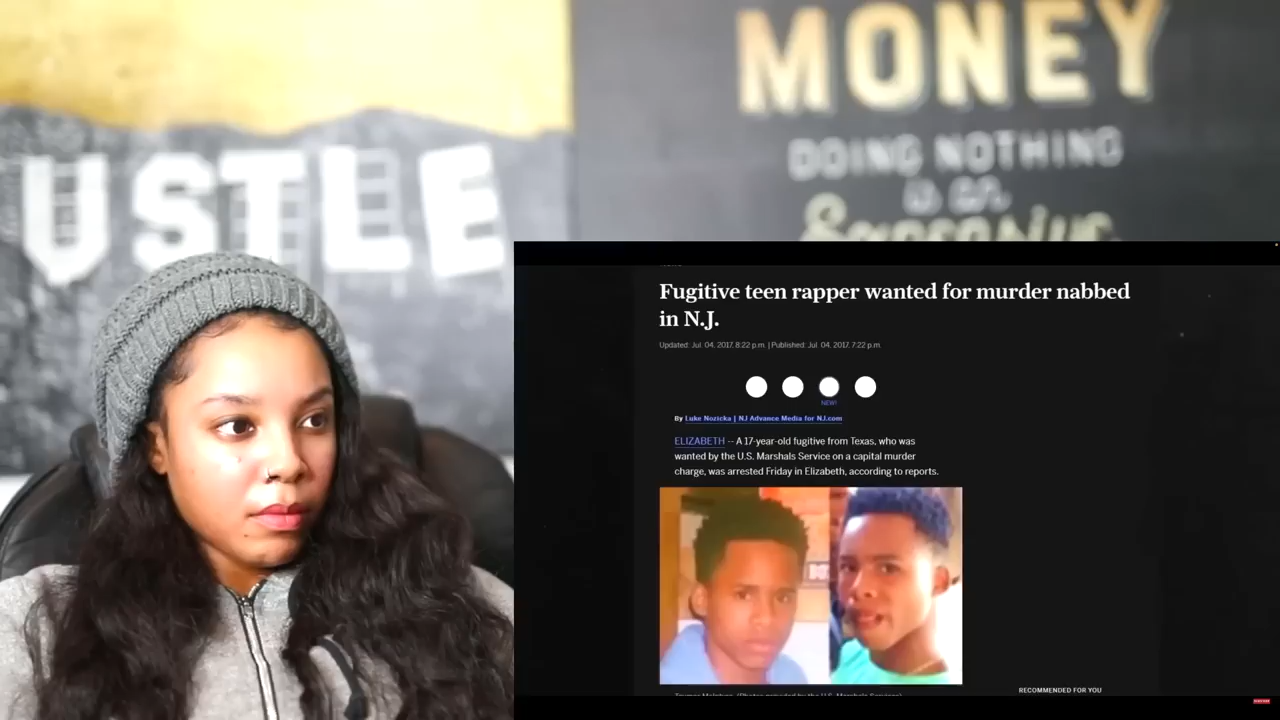 USTLE
MONEY
DOING NOTHING
Fugitive teen rapper wanted for murder nabbed
in N.J.
Updated: Jul. 04, 2017, 8:22 p.m. | Published: Jul. 04, 2017, 7:22 p.m.
NEW!
By Luke Nozicka | NJ Advance Media for NJ.com
ELIZABETH -- A 17-year-old fugitive from Texas, who was
wanted by the U.S. Marshals Service on a capital murder
charge, was arrested Friday in Elizabeth, according to reports.
RECOMMENDED FOR YOU
SUBSCRIBE